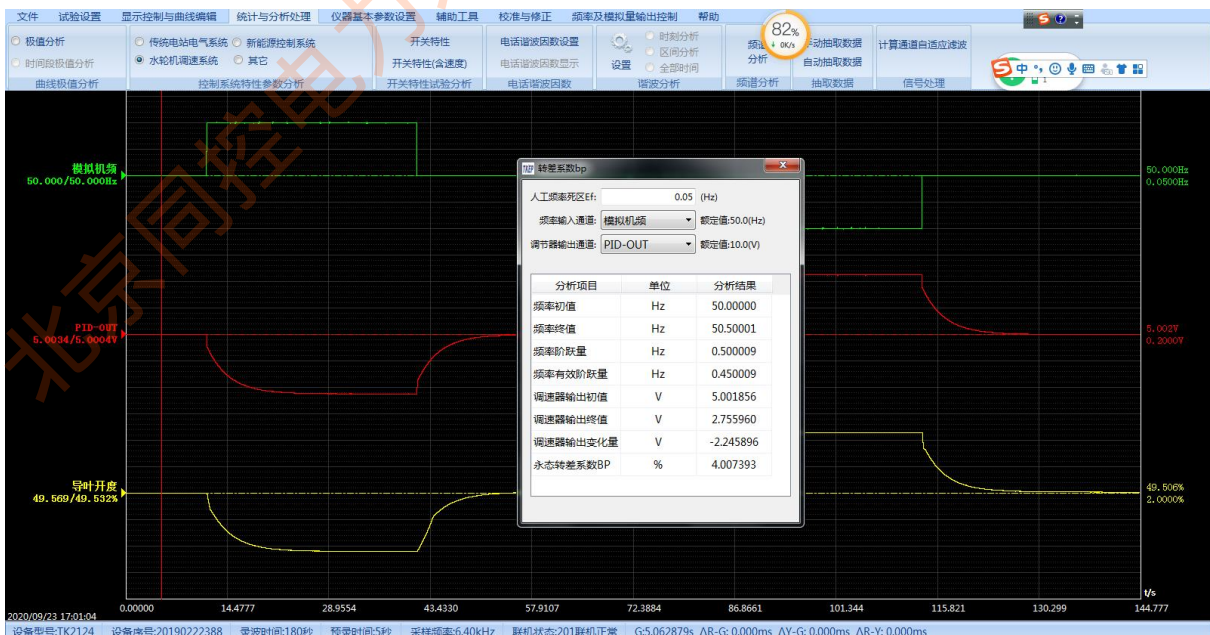 文件 试验设置 显示控制与曲线编辑 统计与分析处理 仪器基本参数设置 辅助工具 校准与修正 频率及模拟量输出控制 帮助
极值分析 传统电站电气系统 新能源控制系统 开关特性 电话谐波因数设置 时刻分析 手动抽取数据 计算通道自适应滤波
区间分析
时间段极值分析 水轮机调速系统 其它 开关特性(含速度) 电话谐波因数显示 设置 全部时间 分析 自动抽取数据
曲线极值分析 控制系统特性参数分析 开关特性试验分析 电话谐波因数 谐波分析 频谱分析 抽取数据 信号处理
82%
0K/s
中
1
模拟机频
50.000/50.000Hz
50.000Hz
0.0500Hz
PID-OUT
5.0034/5.0004V
5.002V
0.2000V
导叶开度
49.569/49.532%
49.506%
2.0000%
转差系数bp
人工频率死区Ef: 0.05 (Hz)
频率输入通道: 模拟机频 额定值:50.0(Hz)
调节器输出通道: PID-OUT 额定值:10.0(V)
分析项目 单位 分析结果
频率初值 Hz 50.00000
频率终值 Hz 50.50001
频率阶跃量 Hz 0.500009
频率有效阶跃量 Hz 0.450009
调速器输出初值 V 5.001856
调速器输出终值 V 2.755960
调速器输出变化量 V -2.245896
永态转差系数BP % 4.007393
t/s
0.00000 14.4777 28.9554 43.4330 57.9107 72.3884 86.8661 101.344 115.821 130.299 144.777
2020/09/23 17:01:04
设备型号:TK2124 设备序号:20190222388 录波时间:180秒 预录时间:5秒 采样频率:6.40kHz 联机状态:201联机正常 G:5.062879s ΔR-G: 0.000ms ΔY-G: 0.000ms ΔR-Y: 0.000ms
北京同控电力方